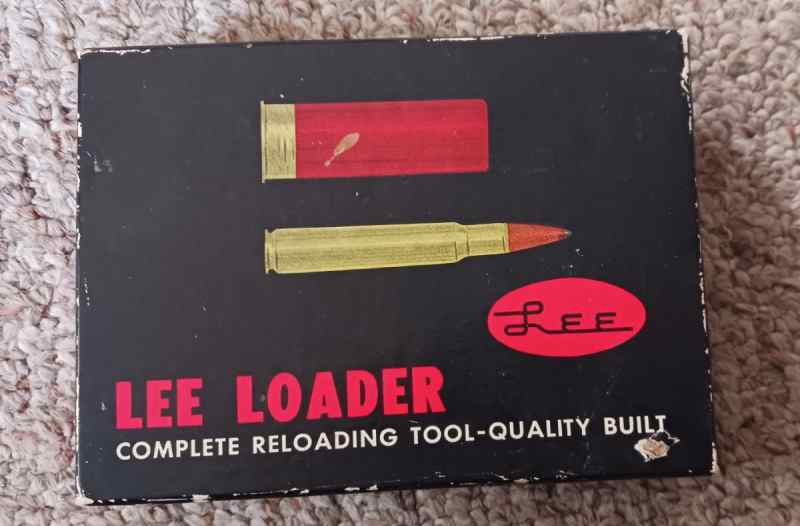 LEE
LEE LOADER
COMPLETE RELOADING TOOL-QUALITY BUILT